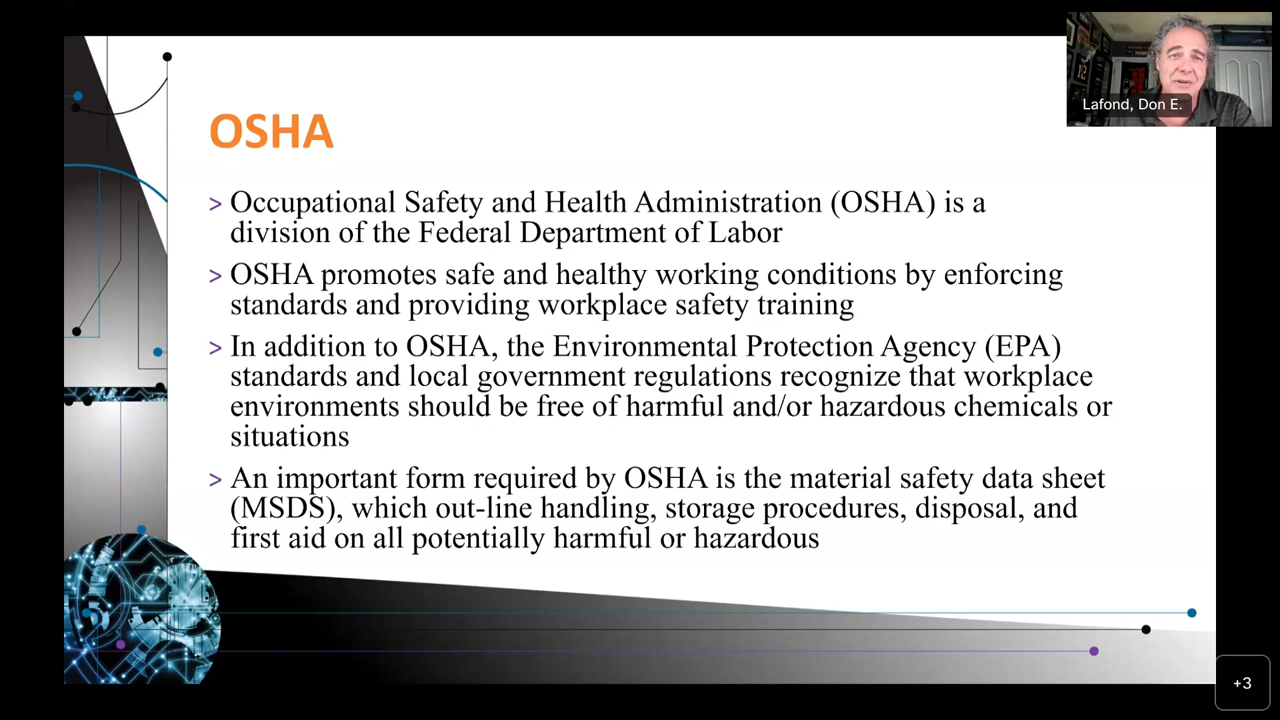 Lafond, Don E.
OSHA
> Occupational Safety and Health Administration (OSHA) is a
division of the Federal Department of Labor
> OSHA promotes safe and healthy working conditions by enforcing
standards and providing workplace safety training
> In addition to OSHA, the Environmental Protection Agency (EPA)
standards and local government regulations recognize that workplace
environments should be free of harmful and/or hazardous chemicals or
situations
> An important form required by OSHA is the material safety data sheet
(MSDS), which out-line handling, storage procedures, disposal, and
first aid on all potentially harmful or hazardous
+3